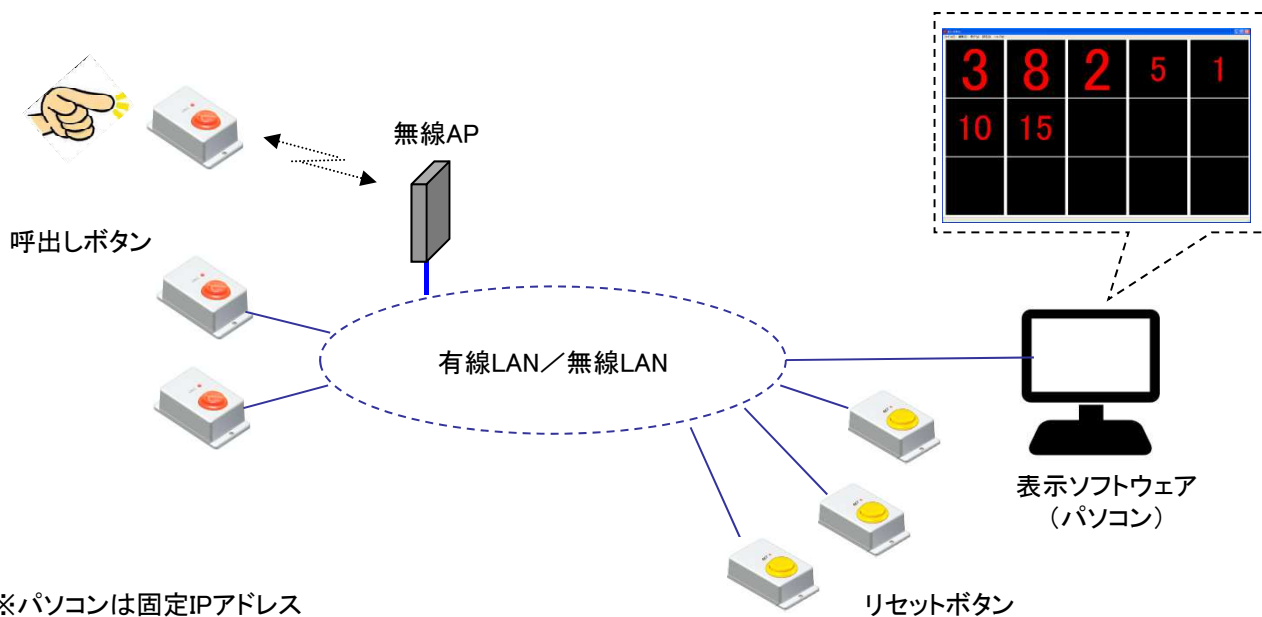 3 8 2 5 1
10 15
無線AP
呼出しボタン
有線LAN／無線LAN
表示ソフトウェア
（パソコン）
リセットボタン
※パソコンは固定IPアドレス